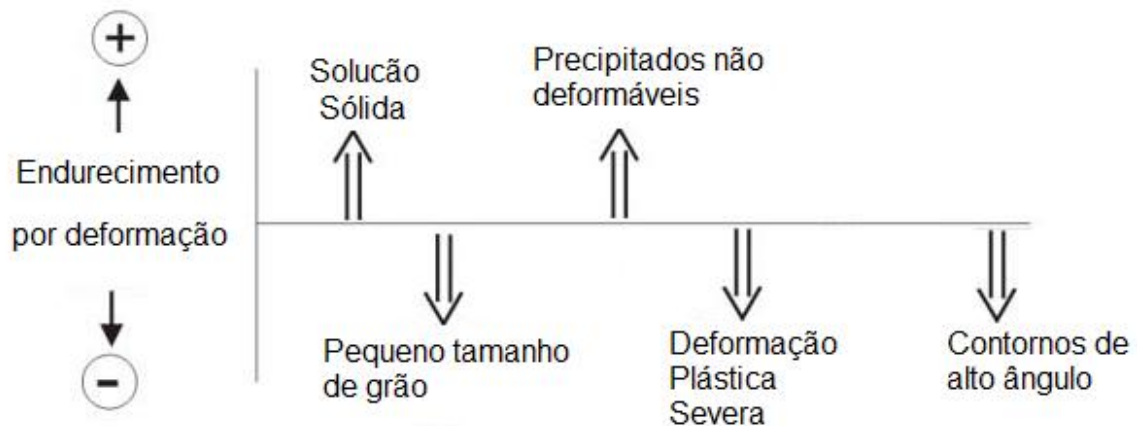 +
Solucão
Sólida
Precipitados não
deformáveis
Endurecimento
por deformação
Pequeno tamanho
de grão
Deformação
Plástica
Severa
Contornos de
alto ângulo
-